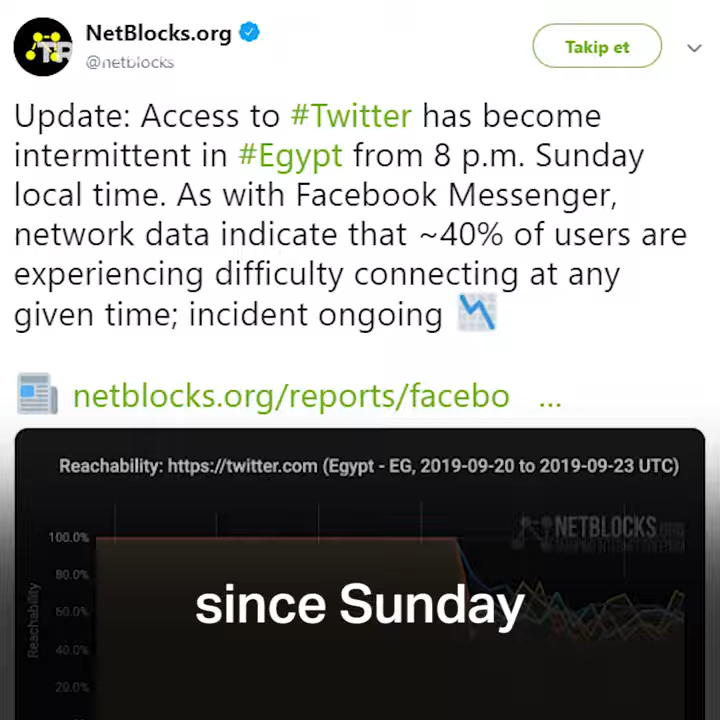 NetBlocks.org
@netblocks
Takip et
Update: Access to #Twitter has become
intermittent in #Egypt from 8 p.m. Sunday
local time. As with Facebook Messenger,
network data indicate that ~40% of users are
experiencing difficulty connecting at any
given time; incident ongoing
netblocks.org/reports/facebo ...
Reachability: https://twitter.com (Egypt - EG, 2019-09-20 to 2019-09-23 UTC)
NETBLOCKS
100.0%
80.0%
60.0%
40.0%
20.0%
Reachability
since Sunday